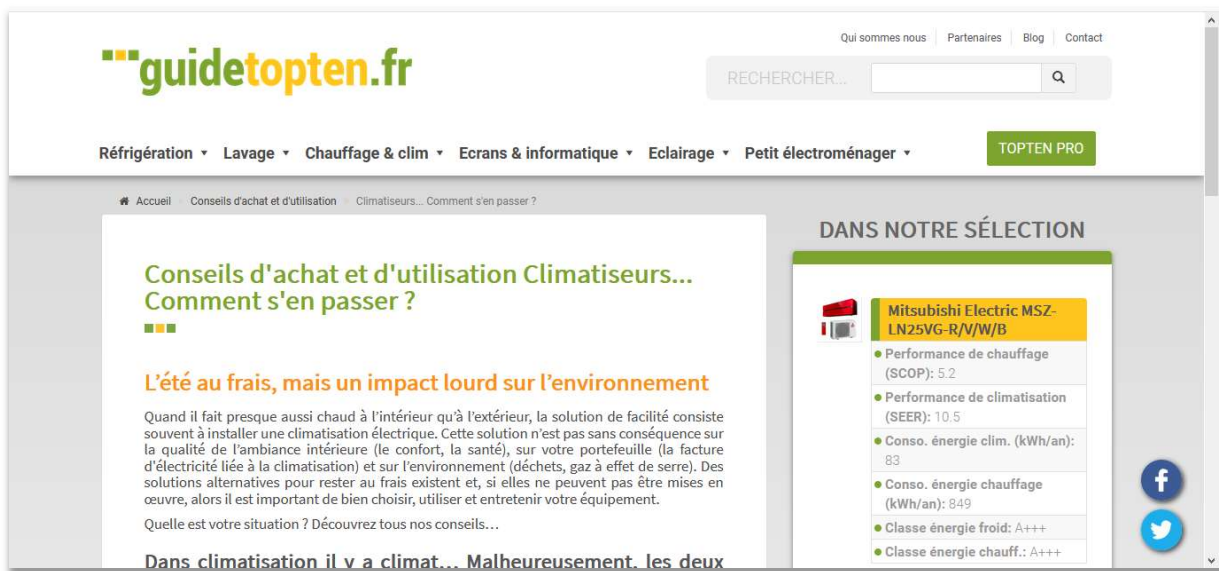 Qui sommes nous Partenaires Blog Contact
guidetopten.fr
RECHERCHER...
Réfrigération Lavage Chauffage & clim Ecrans & informatique Eclairage Petit électroménager
TOPTEN PRO
Accueil Conseils d'achat et d'utilisation Climatiseurs... Comment s'en passer ?
Conseils d'achat et d'utilisation Climatiseurs...
Comment s'en passer ?
L'été au frais, mais un impact lourd sur l'environnement
Quand il fait presque aussi chaud à l'intérieur qu'à l'extérieur, la solution de facilité consiste
souvent à installer une climatisation électrique. Cette solution n'est pas sans conséquence sur
la qualité de l'ambiance intérieure (le confort, la santé), sur votre portefeuille (la facture
d'électricité liée à la climatisation) et sur l'environnement (déchets, gaz à effet de serre). Des
solutions alternatives pour rester au frais existent et, si elles ne peuvent pas être mises en
œuvre, alors il est important de bien choisir, utiliser et entretenir votre équipement.
Quelle est votre situation ? Découvrez tous nos conseils...
Dans climatisation il y a climat... Malheureusement, les deux
DANS NOTRE SÉLECTION
Mitsubishi Electric MSZ-
LN25VG-R/V/W/B
Performance de chauffage
(SCOP): 5.2
Performance de climatisation
(SEER): 10.5
Conso. énergie clim. (kWh/an):
83
Conso. énergie chauffage
(kWh/an): 849
Classe énergie froid: A+++
Classe énergie chauff.: A+++